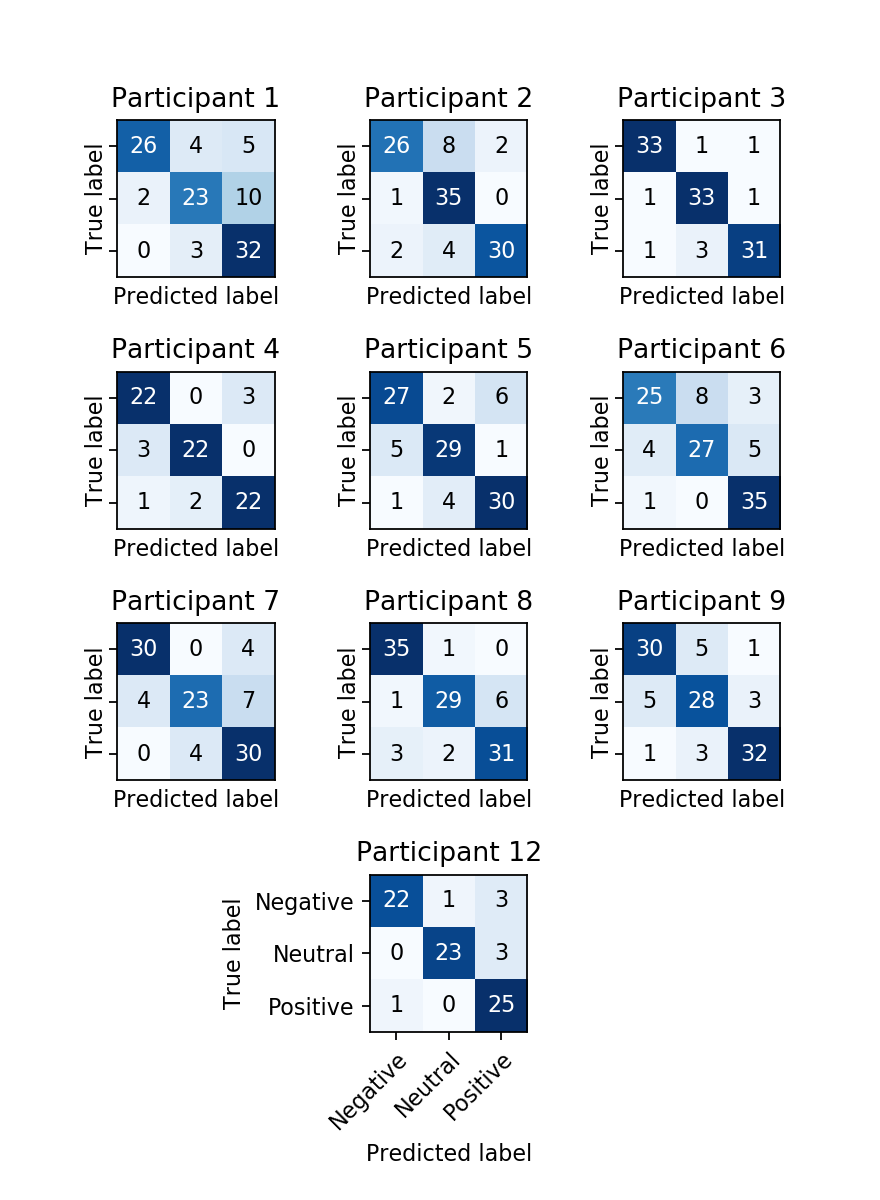 Participant 1 Participant 2 Participant 3
True label
26 4 5
2 23 10
0 3 32
Predicted label
True label
26 8 2
1 35 0
2 4 30
Predicted label
True label
33 1 1
1 33 1
1 3 31
Predicted label
Participant 4 Participant 5 Participant 6
True label
22 0 3
3 22 0
1 2 22
Predicted label
True label
27 2 6
5 29 1
1 4 30
Predicted label
True label
25 8 3
4 27 5
1 0 35
Predicted label
Participant 7 Participant 8 Participant 9
True label
30 0 4
4 23 7
0 4 30
Predicted label
True label
35 1 0
1 29 6
3 2 31
Predicted label
True label
30 5 1
5 28 3
1 3 32
Predicted label
Participant 12
True label
Negative 22 1 3
Neutral 0 23 3
Positive 1 0 25
Negative Neutral Positive
Predicted label